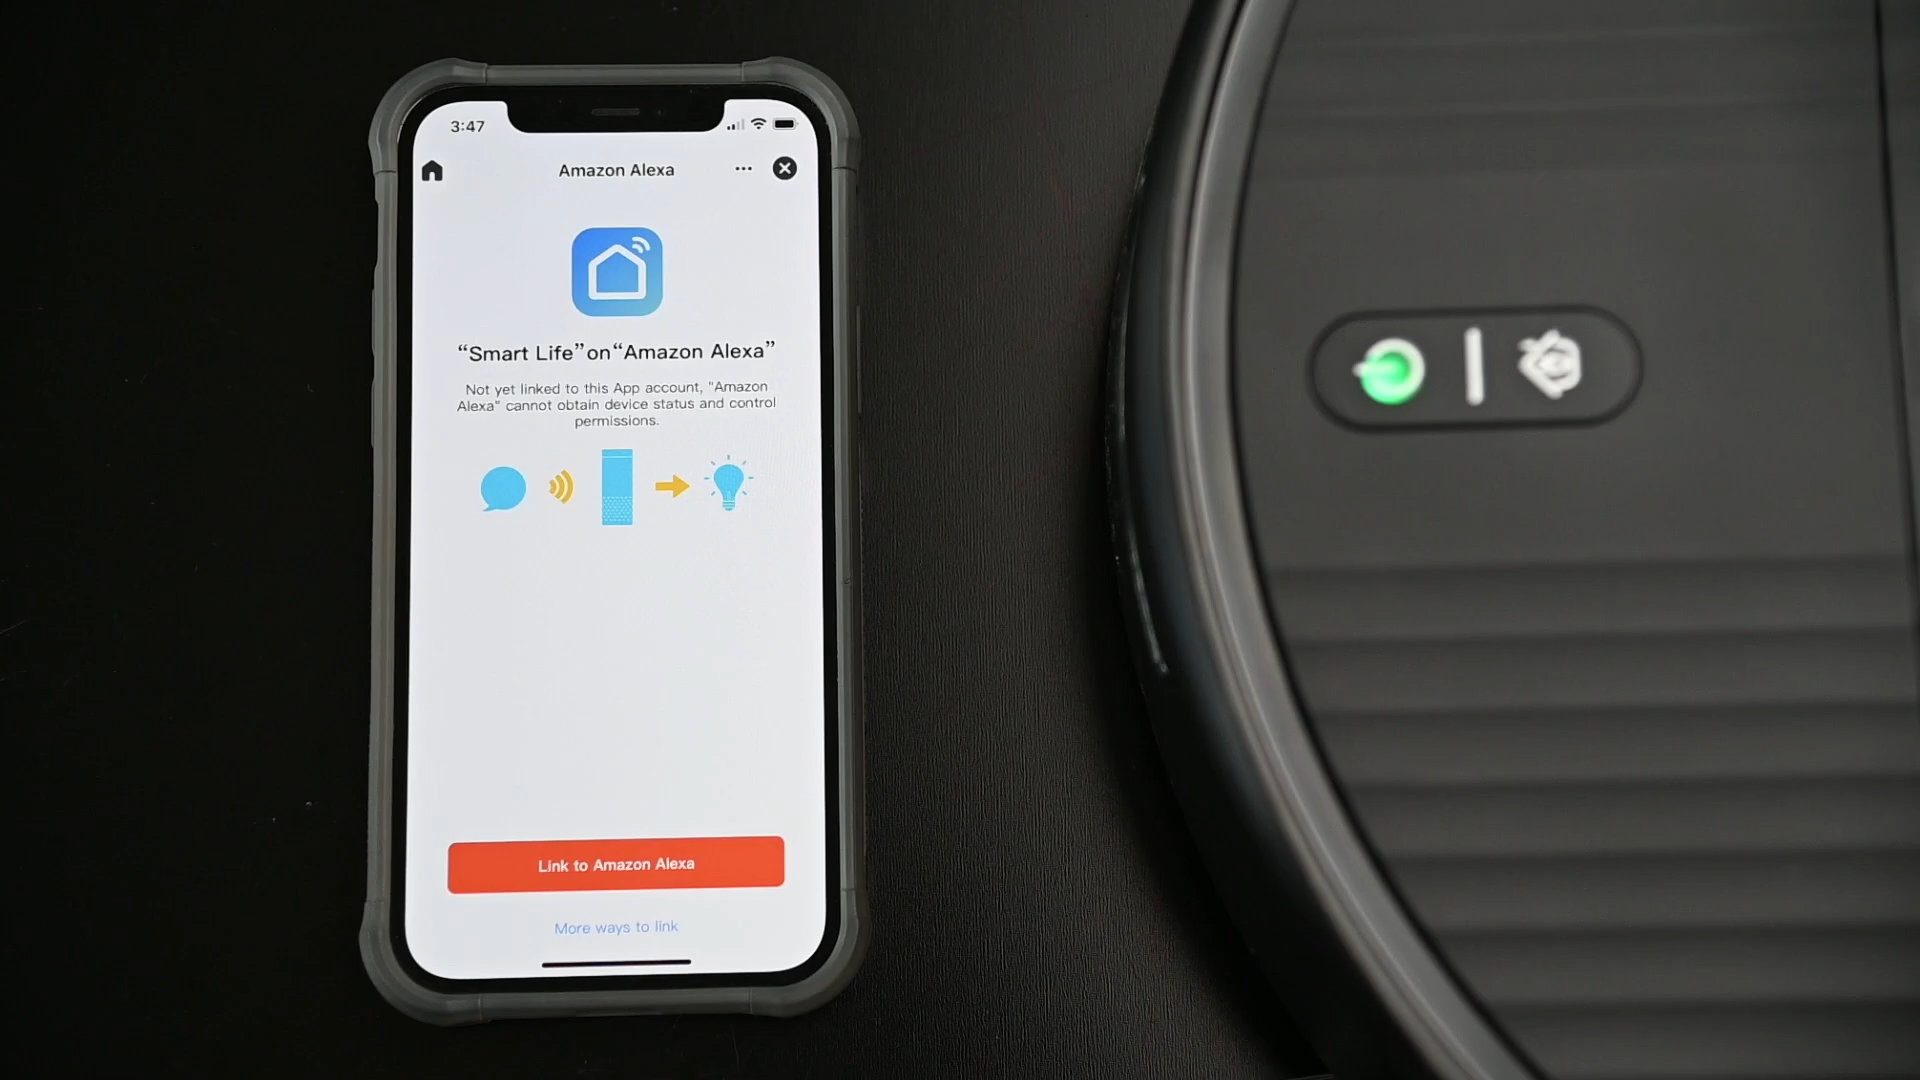 3:47
Amazon Alexa
“Smart Life”on“Amazon Alexa”
Not yet linked to this App account, "Amazon
Alexa" cannot obtain device status and control
permissions.
Link to Amazon Alexa
More ways to link